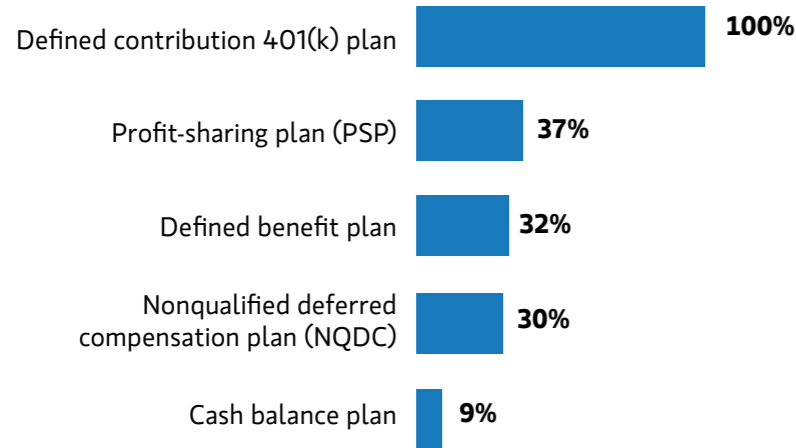 Defined contribution 401(k) plan 100%
Profit-sharing plan (PSP) 37%
Defined benefit plan 32%
Nonqualified deferred
compensation plan (NQDC) 30%
Cash balance plan 9%